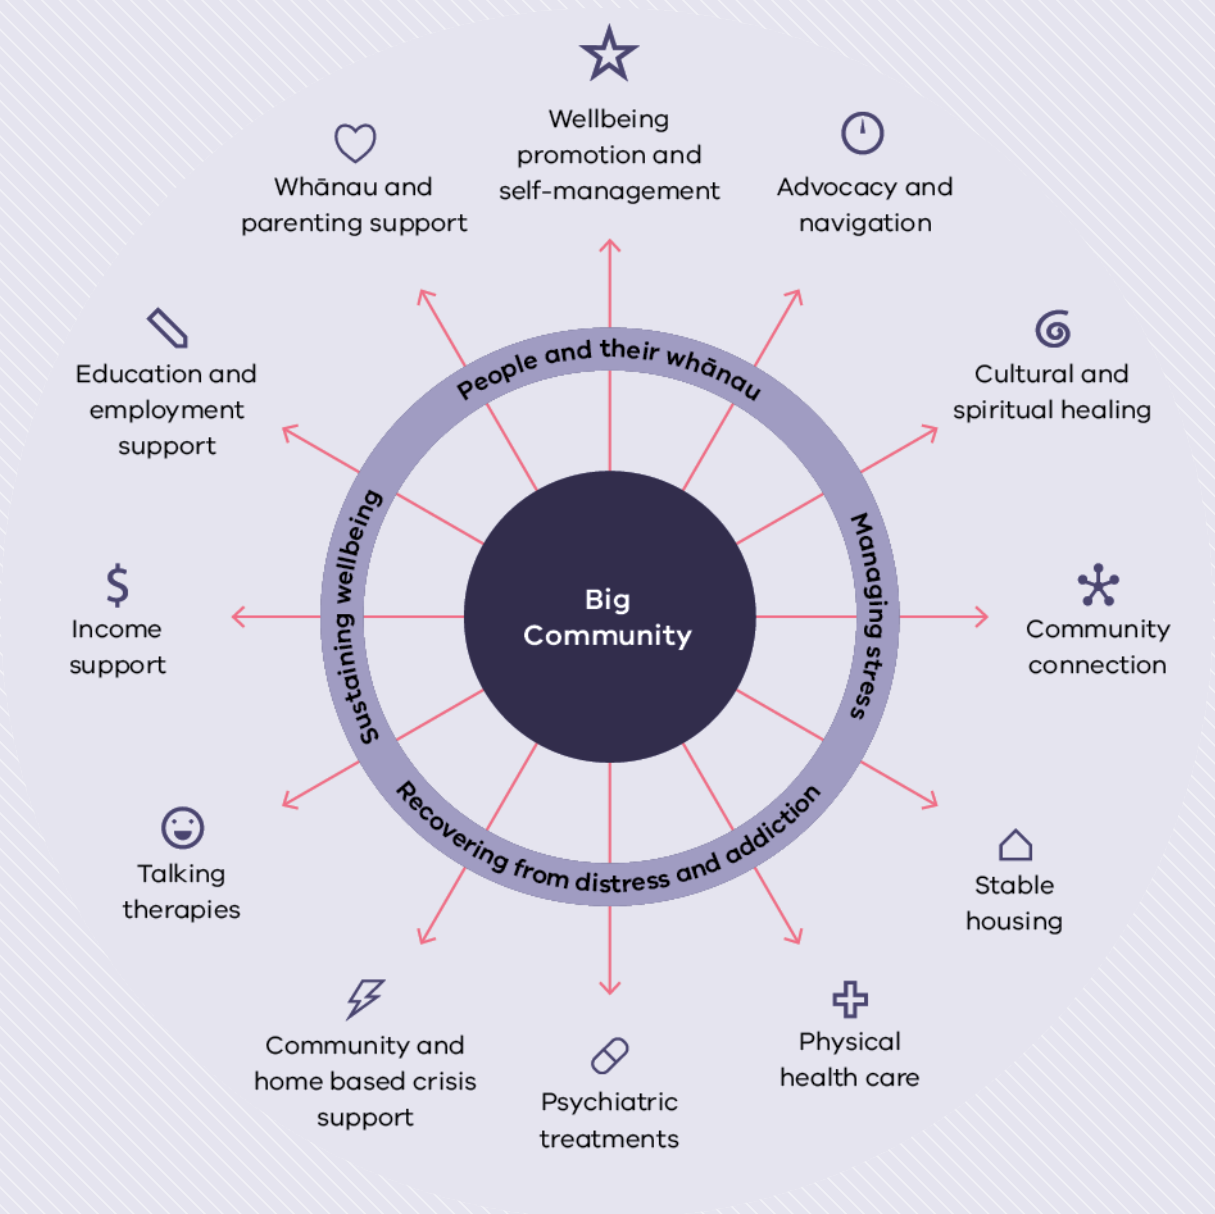 Wellbeing
promotion and
self-management
Whānau and
parenting support
Advocacy and
navigation
Education and
employment
support
Cultural and
spiritual healing
People and their whānau
Sustaining wellbeing
Managing stress
Big
Community
Income
support
Community
connection
Recovering from distress and addiction
Talking
therapies
Stable
housing
Community and
home based crisis
support
Physical
health care
Psychiatric
treatments